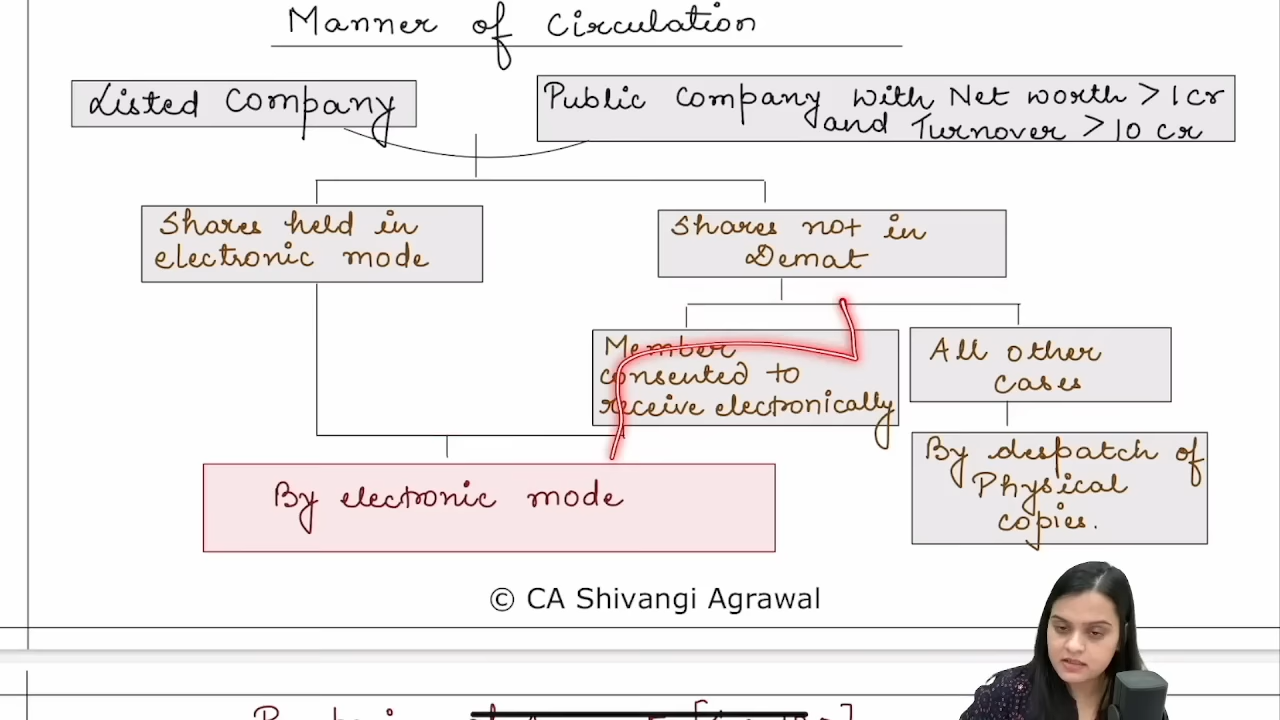 Manner of Circulation
Listed Company
Public Company with Net worth > 1 cr
and Turnover > 10 cr
Shares held in
electronic mode
Shares not in
Demat
Member
consented to
receive electronically
All other
cases
By despatch of
Physical
copies.
By electronic mode
© CA Shivangi Agrawal